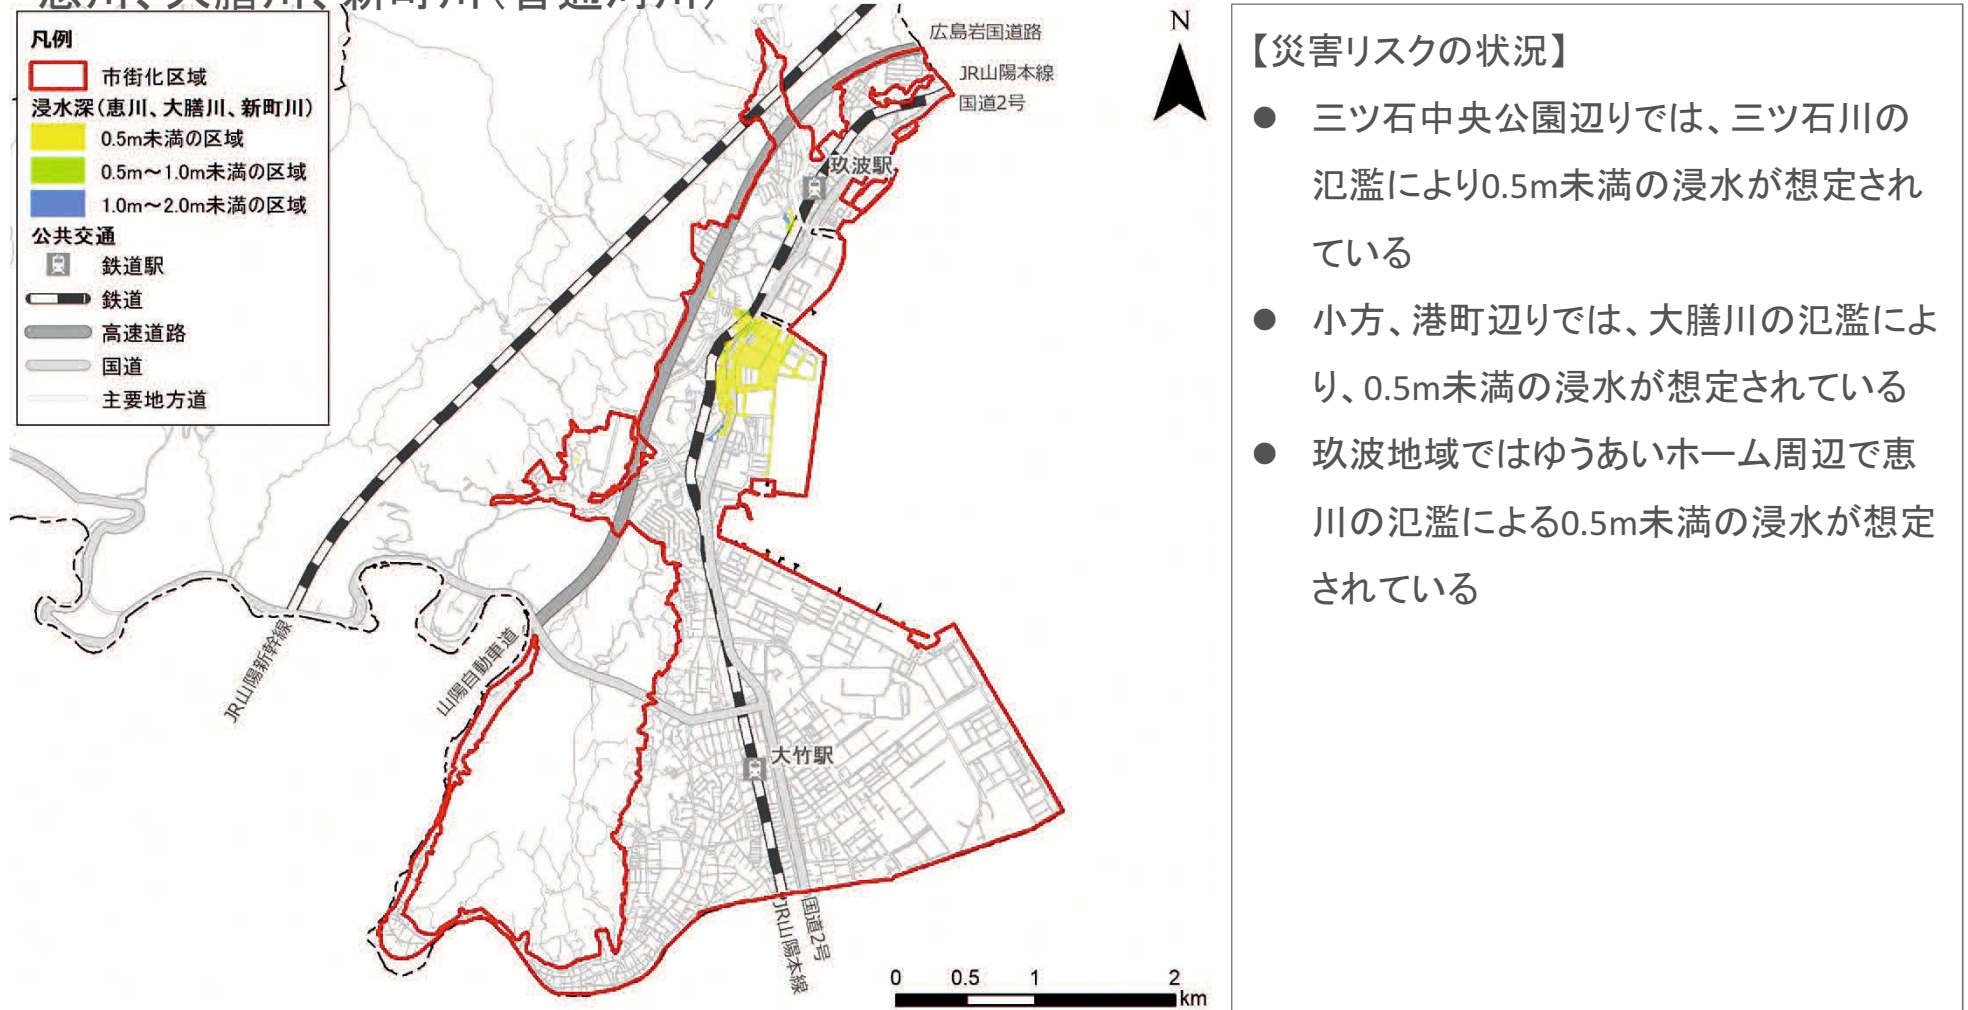 恵川、大膳川、新町川（普通河川）
凡例
市街化区域
浸水深（恵川、大膳川、新町川）
0.5m未満の区域
0.5m～1.0m未満の区域
1.0m～2.0m未満の区域
公共交通
鉄道駅
鉄道
高速道路
国道
主要地方道
広島岩国道路
JR山陽本線
国道2号
玖波駅
JR山陽新幹線
山陽自動車道
大竹駅
国道2号
JR山陽本線
N
0 0.5 1 2
km
【災害リスクの状況】
● 三ツ石中央公園辺りでは、三ツ石川の
氾濫により0.5m未満の浸水が想定され
ている
● 小方、港町辺りでは、大膳川の氾濫によ
り、0.5m未満の浸水が想定されている
● 玖波地域ではゆうあいホーム周辺で恵
川の氾濫による0.5m未満の浸水が想定
されている